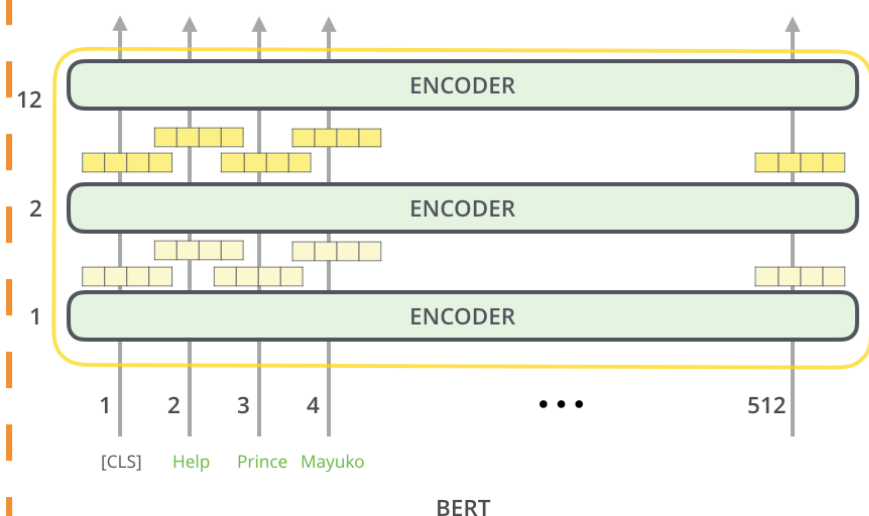 ENCODER
12
2
ENCODER
1
ENCODER
1 2 3 4 ••• 512
[CLS] Help Prince Mayuko
BERT